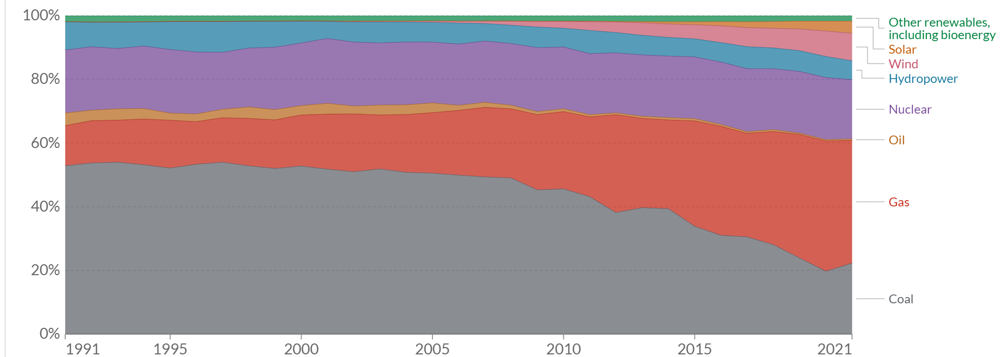 100%
80%
60%
40%
20%
0%
1991
1995
2000
2005
2010
2015
2021
Other renewables,
including bioenergy
Solar
Wind
Hydropower
Nuclear
Oil
Gas
Coal